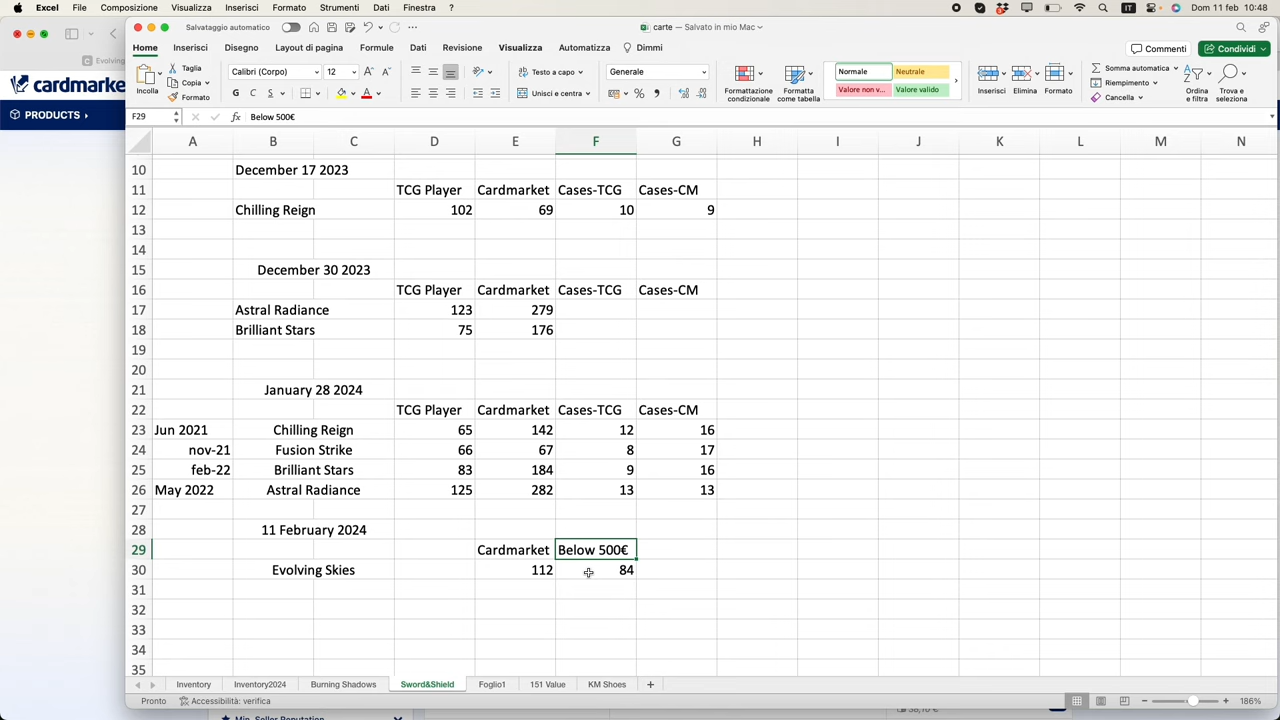 Excel File Modifica Visualizza Inserisci Formato Strumenti Dati Finestra ? Dom 11 feb 10:48
Salvataggio automatico carte — Salvato in mio Mac
Home Inserisci Disegno Layout di pagina Formule Dati Revisione Visualizza Automatizza Dimmi Commenti Condividi
Incolla Taglia Copia Formato
Calibri (Corpo) 12
G C S
Testo a capo
Unisci e centra
Generale
Formattazione condizionale
Formatta come tabella
Normale Neutrale
Valore non v... Valore valido
Inserisci Elimina Formato
Somma automatica
Riempimento
Cancella
Ordina e filtra
Trova e seleziona
Evolving
cardmarke
PRODUCTS
F29 fx Below 500€
A B C D E F G H I J K L M N
10 December 17 2023
11 TCG Player Cardmarket Cases-TCG Cases-CM
12 Chilling Reign 102 69 10 9
13
14
15 December 30 2023
16 TCG Player Cardmarket Cases-TCG Cases-CM
17 Astral Radiance 123 279
18 Brilliant Stars 75 176
19
20
21 January 28 2024
22 TCG Player Cardmarket Cases-TCG Cases-CM
23 Jun 2021 Chilling Reign 65 142 12 16
24 nov-21 Fusion Strike 66 67 8 17
25 feb-22 Brilliant Stars 83 184 9 16
26 May 2022 Astral Radiance 125 282 13 13
27
28 11 February 2024
29 Cardmarket Below 500€
30 Evolving Skies 112 84
31
32
33
34
35
Inventory Inventory2024 Burning Shadows Sword&Shield Foglio1 151 Value KM Shoes +
Pronto Accessibilità: verifica 186%